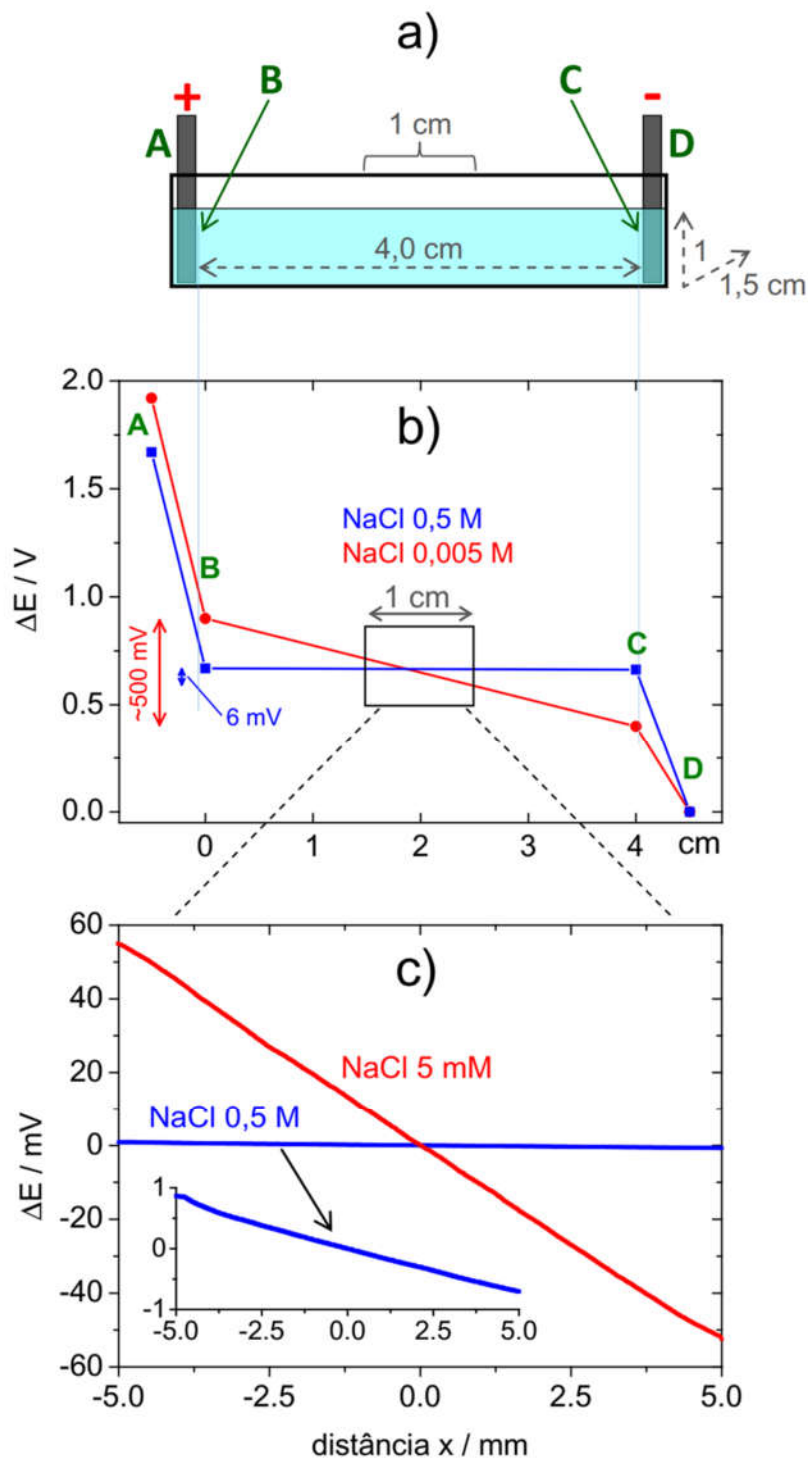 a)
B
C
+
-
A
D
1 cm
4,0 cm
1
1,5 cm
2.0
1.5
1.0
0.5
0.0
ΔE / V
b)
A
B
C
D
NaCl 0,5 M
NaCl 0,005 M
1 cm
~500 mV
6 mV
0 1 2 3 4 cm
60
40
20
0
-20
-40
-60
ΔE / mV
c)
NaCl 5 mM
NaCl 0,5 M
1
0
-1
-5.0 -2.5 0.0 2.5 5.0
-5.0 -2.5 0.0 2.5 5.0
distância x / mm